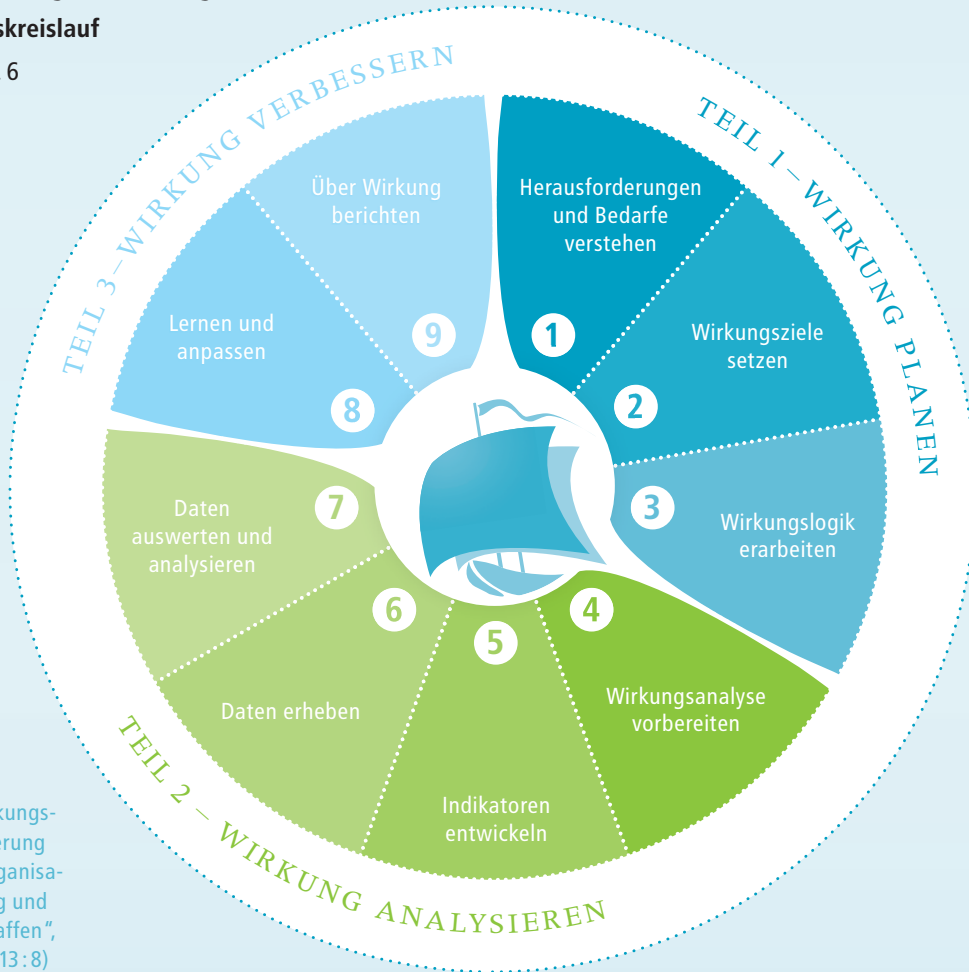 skreislauf
6
TEIL 1 – WIRKUNG PLANEN
Herausforderungen
und Bedarfe
verstehen
1
Wirkungsziele
setzen
2
Wirkungslogik
erarbeiten
3
TEIL 2 – WIRKUNG ANALYSIEREN
Wirkungsanalyse
vorbereiten
4
Indikatoren
entwickeln
5
Daten erheben
6
Daten
auswerten und
analysieren
7
TEIL 3 – WIRKUNG VERBESSERN
Lernen und
anpassen
8
Über Wirkung
berichten
9
kungs-
erung
ganisa-
g und
affen",
13:8)